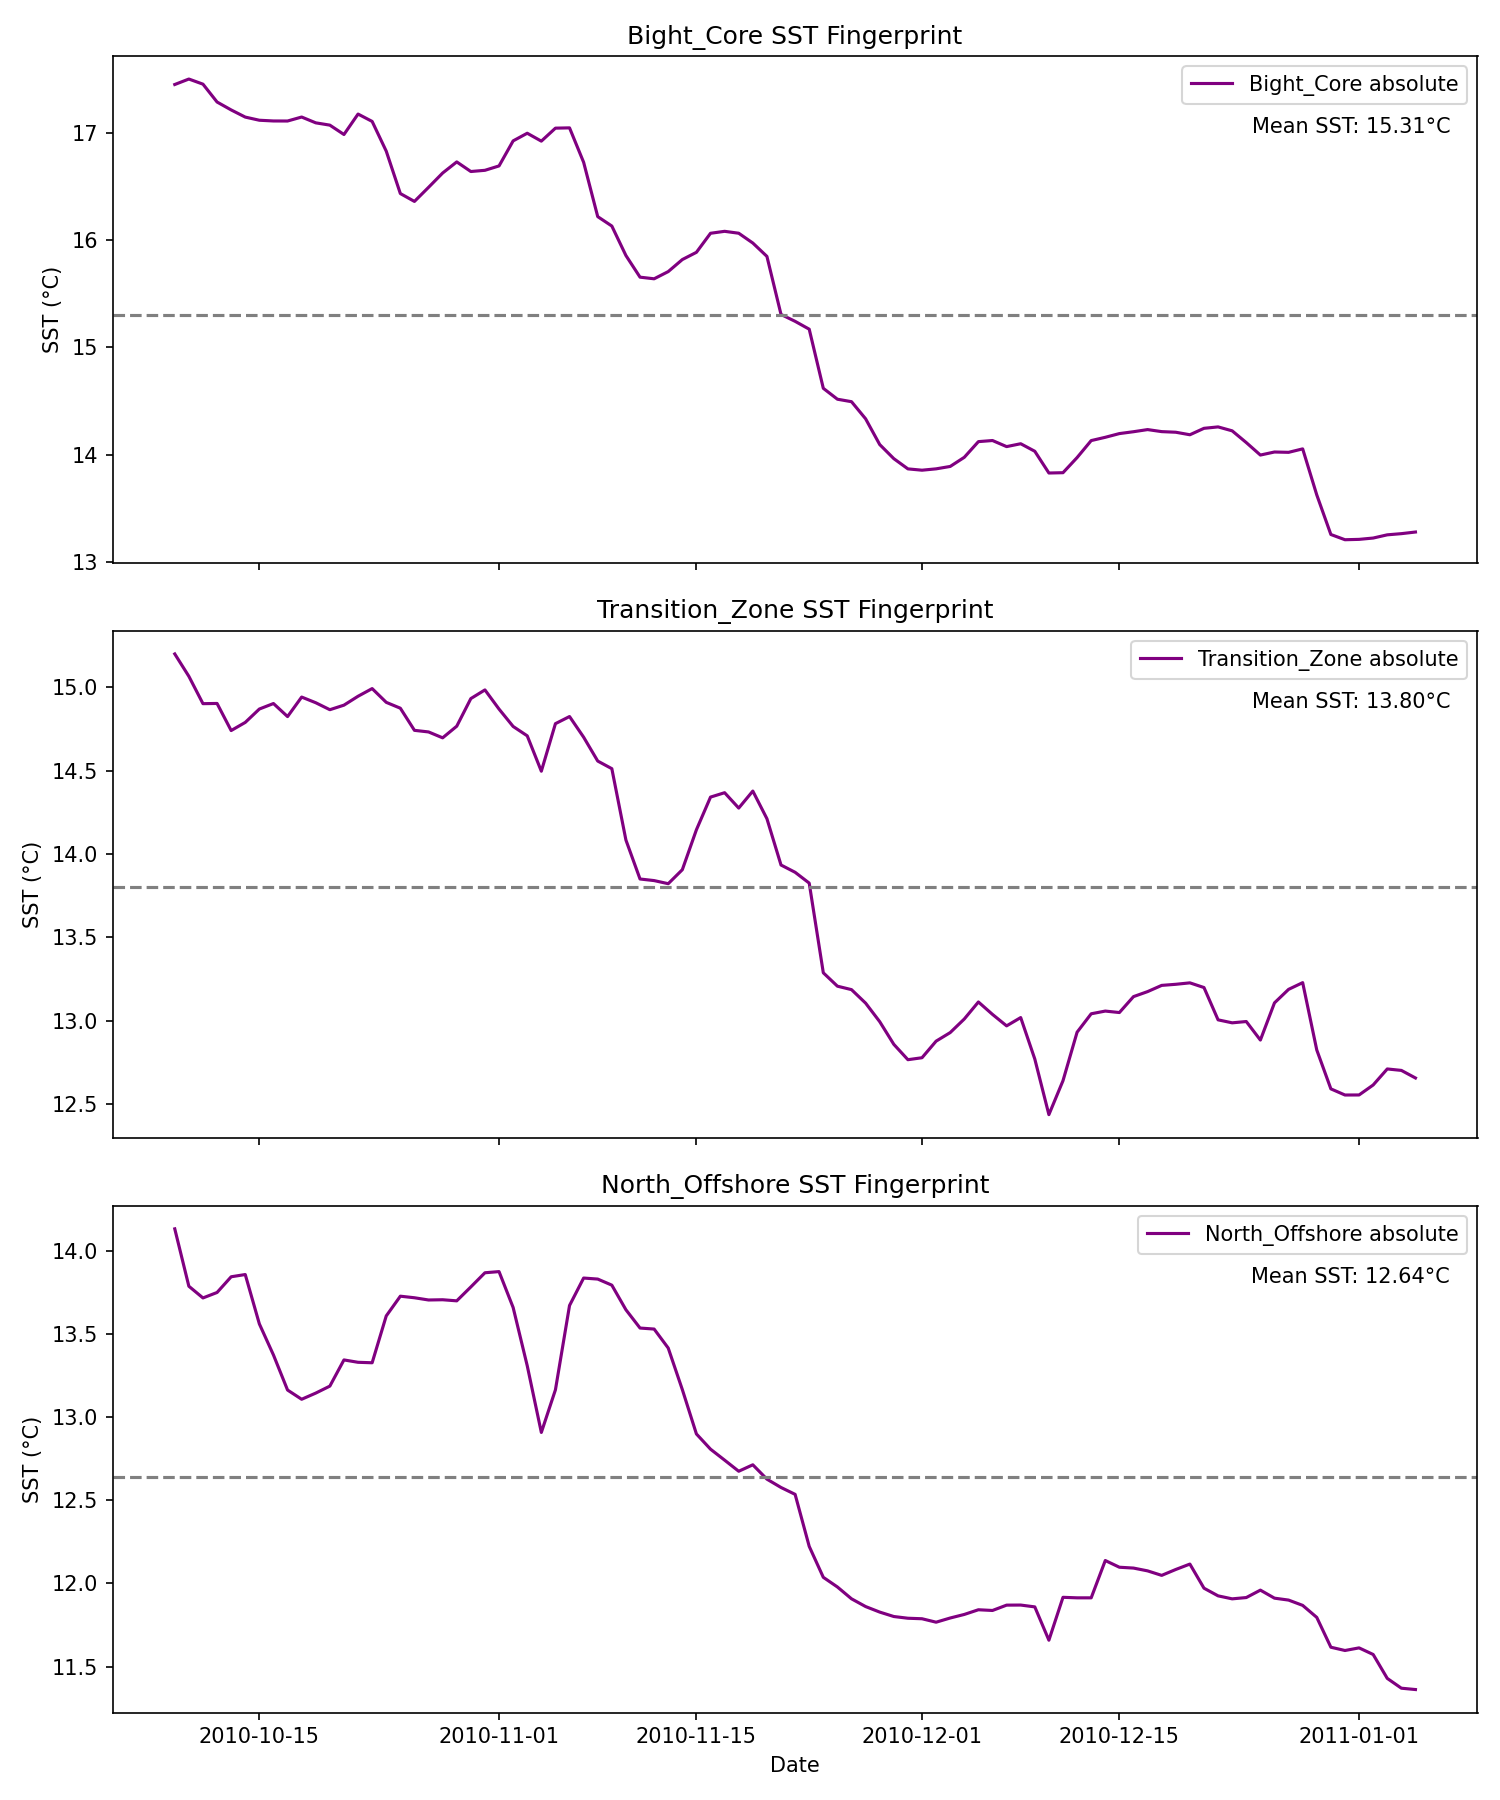 Bight_Core SST Fingerprint
Bight_Core absolute
Mean SST: 15.31°C
17
16
15
14
13
SST (°C)
Transition_Zone SST Fingerprint
Transition_Zone absolute
Mean SST: 13.80°C
15.0
14.5
14.0
13.5
13.0
12.5
SST (°C)
North_Offshore SST Fingerprint
North_Offshore absolute
Mean SST: 12.64°C
14.0
13.5
13.0
12.5
12.0
11.5
SST (°C)
2010-10-15 2010-11-01 2010-11-15 2010-12-01 2010-12-15 2011-01-01
Date